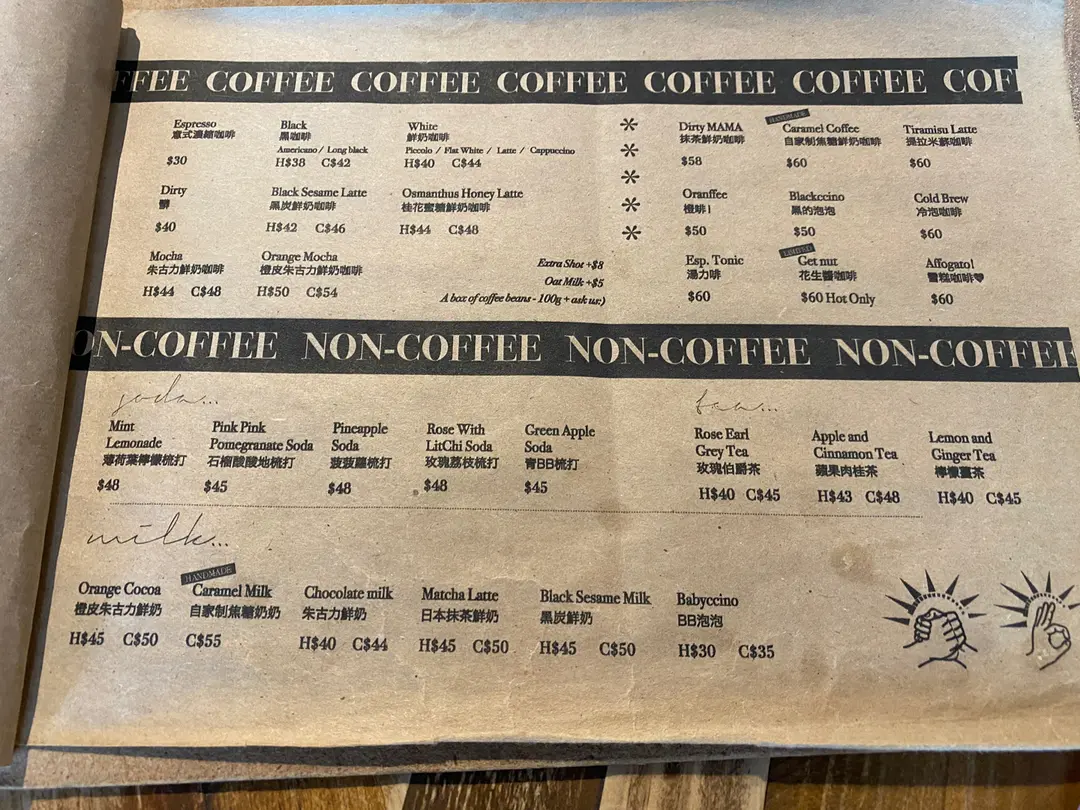 FFEE COFFEE COFFEE COFFEE COFFEE COFFEE COF
Espresso
意式濃縮咖啡
$30
Black
黑咖啡
Americano / Long black
H$38 C$42
White
鮮奶咖啡
Piccolo / Flat White / Latte / Cappuccino
H$40 C$44
Dirty
髒
$40
Black Sesame Latte
黑炭鮮奶咖啡
H$42 C$46
Osmanthus Honey Latte
桂花蜜糖鮮奶咖啡
H$44 C$48
Mocha
朱古力鮮奶咖啡
H$44 C$48
Orange Mocha
橙皮朱古力鮮奶咖啡
H$50 C$54
Extra Shot +$8
Oat Milk +$5
A box of coffee beans - 100g + ask us:)
*
*
*
*
*
Dirty MAMA
抹茶鮮奶咖啡
$58
HANDMADE
Caramel Coffee
自家制焦糖鮮奶咖啡
$60
Tiramisu Latte
提拉米蘇咖啡
$60
Oranffee
橙啡!
$50
Blackccino
黑的泡泡
$50
Cold Brew
冷泡咖啡
$60
Esp. Tonic
湯力啡
$60
LIMITED
Get nut
花生醬咖啡
$60 Hot Only
Affogato!
雪糕咖啡♥
$60
ON-COFFEE NON-COFFEE NON-COFFEE NON-COFFEE
soda...
Mint
Lemonade
薄荷葉檸檬梳打
$48
Pink Pink
Pomegranate Soda
石榴酸酸地梳打
$45
Pineapple
Soda
菠菠蘿梳打
$48
Rose With
LitChi Soda
玫瑰荔枝梳打
$48
Green Apple
Soda
青BB梳打
$45
tea...
Rose Earl
Grey Tea
玫瑰伯爵茶
H$40 C$45
Apple and
Cinnamon Tea
蘋果肉桂茶
H$43 C$48
Lemon and
Ginger Tea
檸檬薑茶
H$40 C$45
milk...
Orange Cocoa
橙皮朱古力鮮奶
H$45 C$50
HANDMADE
Caramel Milk
自家制焦糖奶奶
C$55
Chocolate milk
朱古力鮮奶
H$40 C$44
Matcha Latte
日本抹茶鮮奶
H$45 C$50
Black Sesame Milk
黑炭鮮奶
H$45 C$50
Babyccino
BB泡泡
H$30 C$35